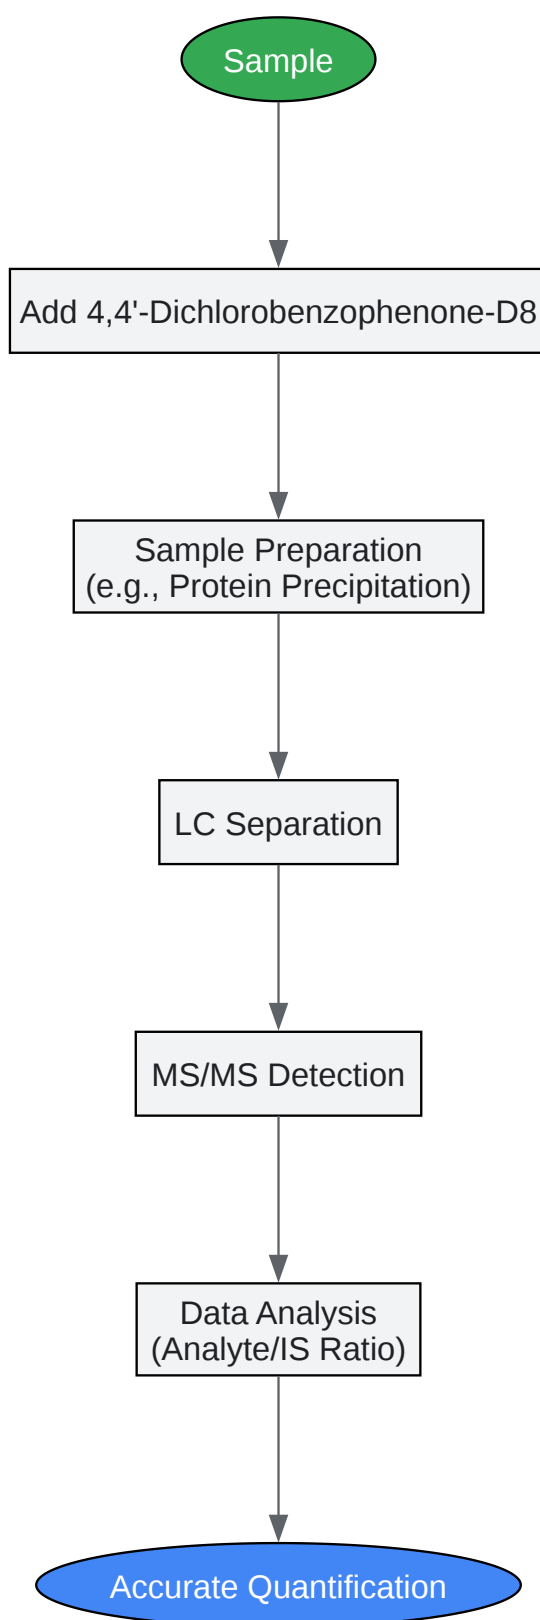 Sample
Add 4,4'-Dichlorobenzophenone-D8
Sample Preparation
(e.g., Protein Precipitation)
LC Separation
MS/MS Detection
Data Analysis
(Analyte/IS Ratio)
Accurate Quantification